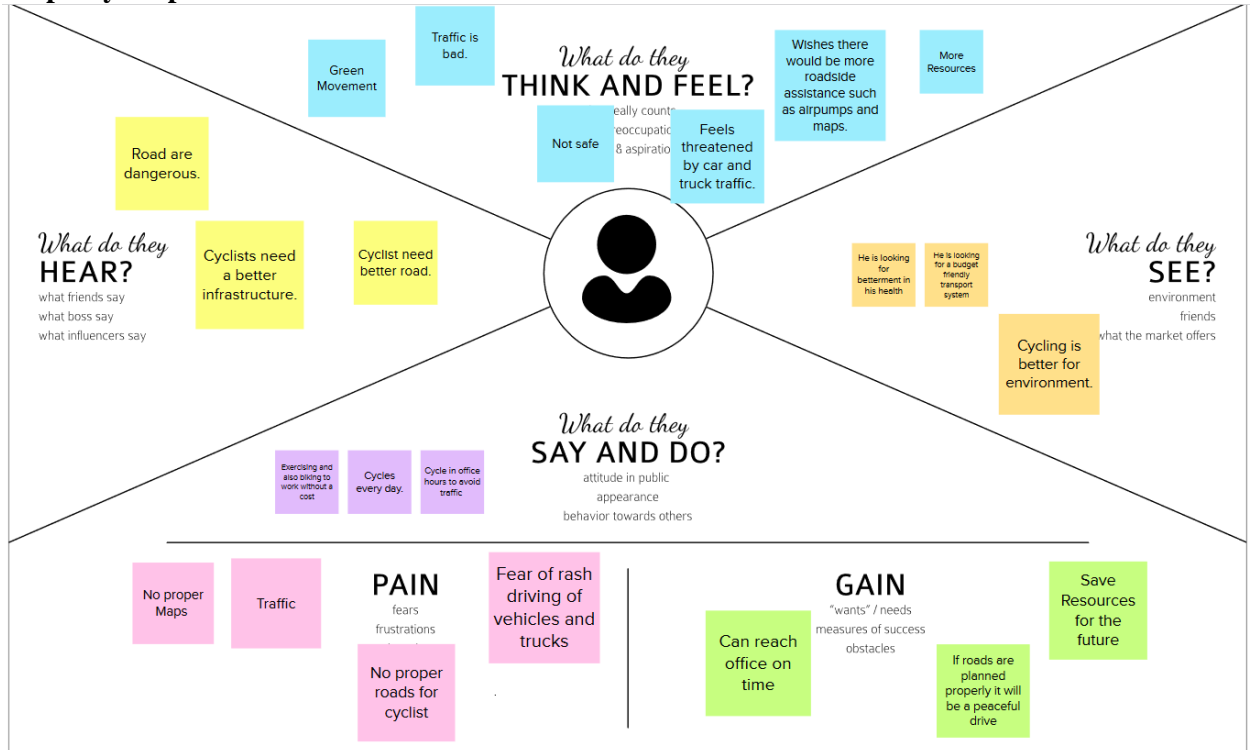 Traffic is
bad.
Green
Movement
What do they
THINK AND FEEL?
eally counts
reoccupatio
& aspiratio
Not safe
Feels
threatened
by car and
truck traffic.
Wishes there
would be more
roadside
assistance such
as airpumps and
maps.
More
Resources
Road are
dangerous.
What do they
HEAR?
what friends say
what boss say
what influencers say
Cyclists need
a better
infrastructure.
Cyclist need
better road.
He is looking
for
betterment in
his health
He is looking
for a budget
friendly
transport
system
What do they
SEE?
environment
friends
what the market offers
Cycling is
better for
environment.
What do they
SAY AND DO?
attitude in public
appearance
behavior towards others
Exercising and
also biking to
work without a
cost
Cycles
every day.
Cycle in office
hours to avoid
traffic
No proper
Maps
Traffic
PAIN
fears
frustrations
Fear of rash
driving of
vehicles and
trucks
No proper
roads for
cyclist
GAIN
"wants" / needs
measures of success
obstacles
Can reach
office on
time
If roads are
planned
properly it will
be a peaceful
drive
Save
Resources
for the
future